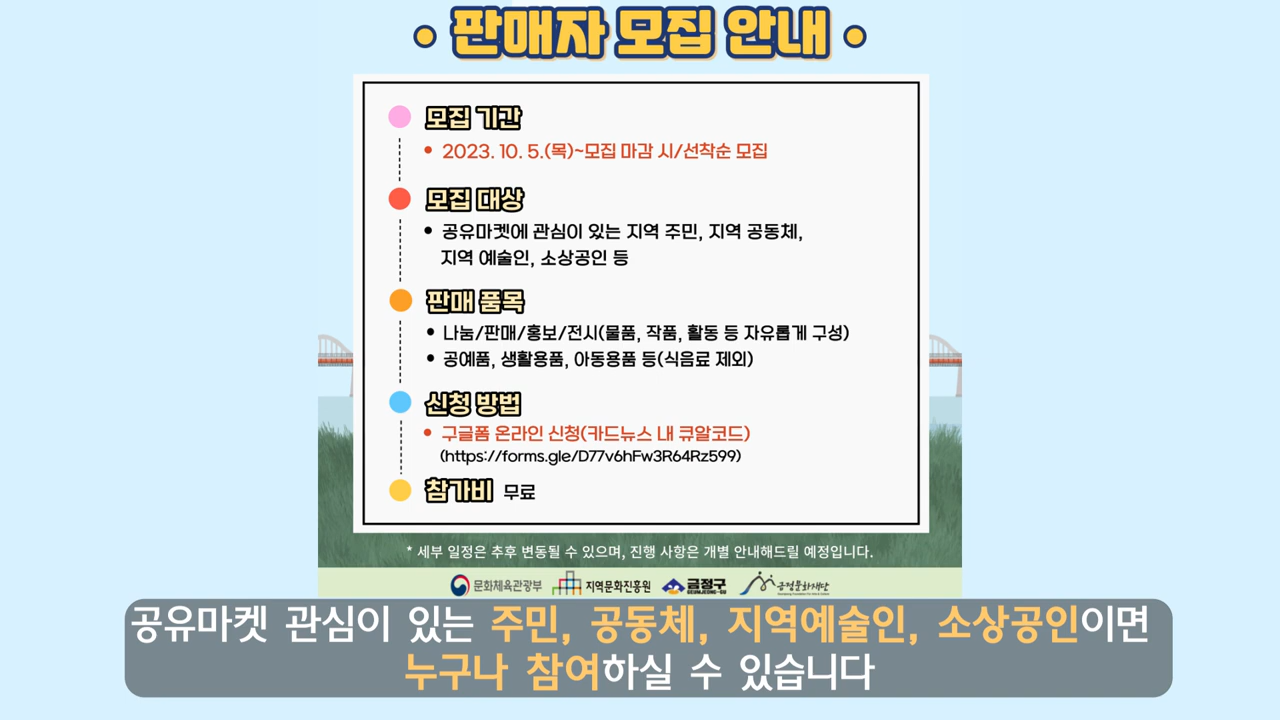 판매자 모집 안내
모집 기간
• 2023. 10. 5.(목)~모집 마감 시/선착순 모집
모집 대상
• 공유마켓에 관심이 있는 지역 주민, 지역 공동체,
지역 예술인, 소상공인 등
판매 품목
• 나눔/판매/홍보/전시(물품, 작품, 활동 등 자유롭게 구성)
• 공예품, 생활용품, 아동용품 등(식음료 제외)
신청 방법
• 구글폼 온라인 신청(카드뉴스 내 큐알코드)
(https://forms.gle/D77v6hFw3R64Rz599)
참가비 무료
* 세부 일정은 추후 변동될 수 있으며, 진행 사항은 개별 안내해드릴 예정입니다.
문화체육관광부 지역문화진흥원 금정구 GEUMJEONG-GU 금정문화재단
공유마켓 관심이 있는 주민, 공동체, 지역예술인, 소상공인이면
누구나 참여하실 수 있습니다